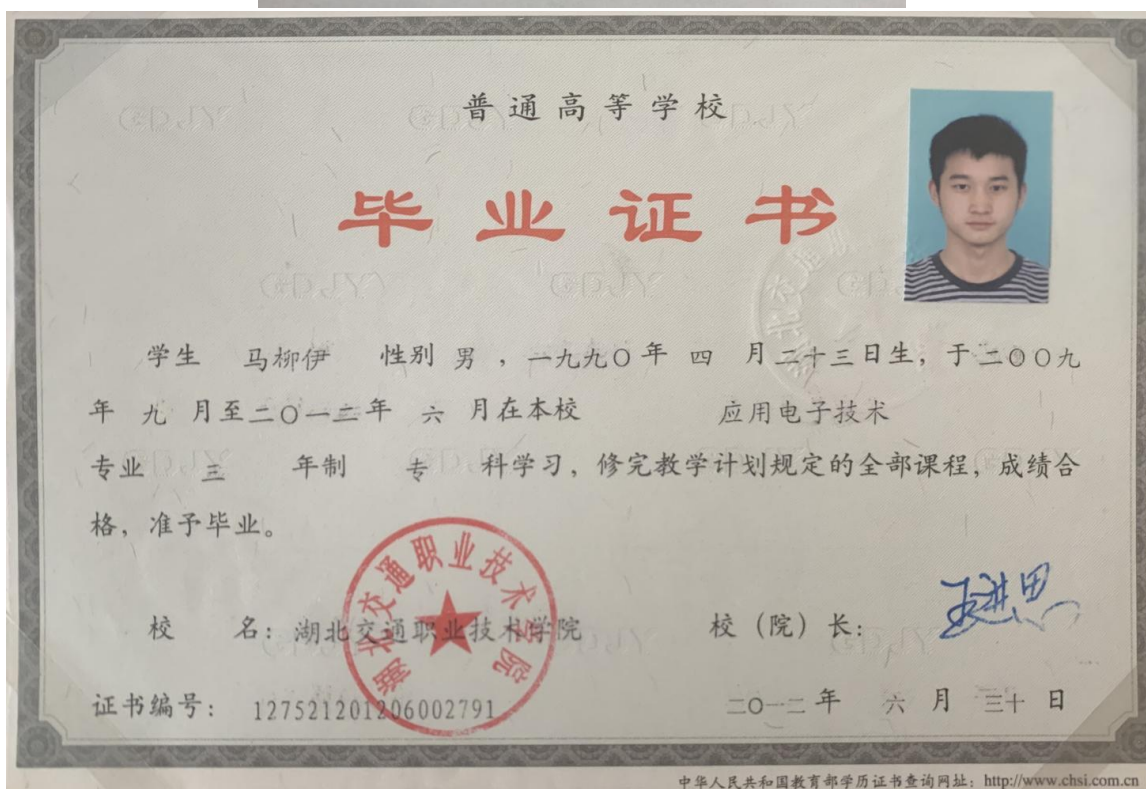 普通高等学校
毕业证书
学生 马柳伊 性别 男 ，一九九〇年 四 月二十三日生，于二〇〇九
年 九 月至二〇一二年 六 月在本校 应用电子技术
专业 三 年制 专 科学习，修完教学计划规定的全部课程，成绩合
格，准予毕业。
湖北交通职业技术学院
校 名：湖北交通职业技术学院 校（院）长：
证书编号： 127521201206002791 二〇一二年 六 月 三十 日
中华人民共和国教育部学历证书查询网址：http://www.chsi.com.cn